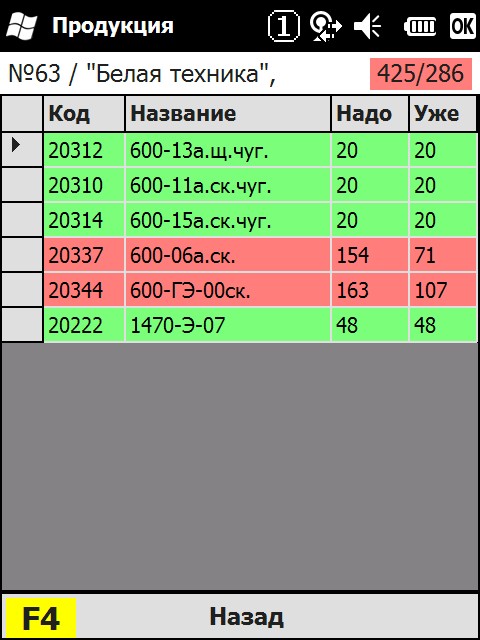 Продукция 1 OK
№63 / "Белая техника", 425/286
Код Название Надо Уже
20312 600-13а.щ.чуг. 20 20
20310 600-11а.ск.чуг. 20 20
20314 600-15а.ск.чуг. 20 20
20337 600-06а.ск. 154 71
20344 600-ГЭ-00ск. 163 107
20222 1470-Э-07 48 48
F4 Назад